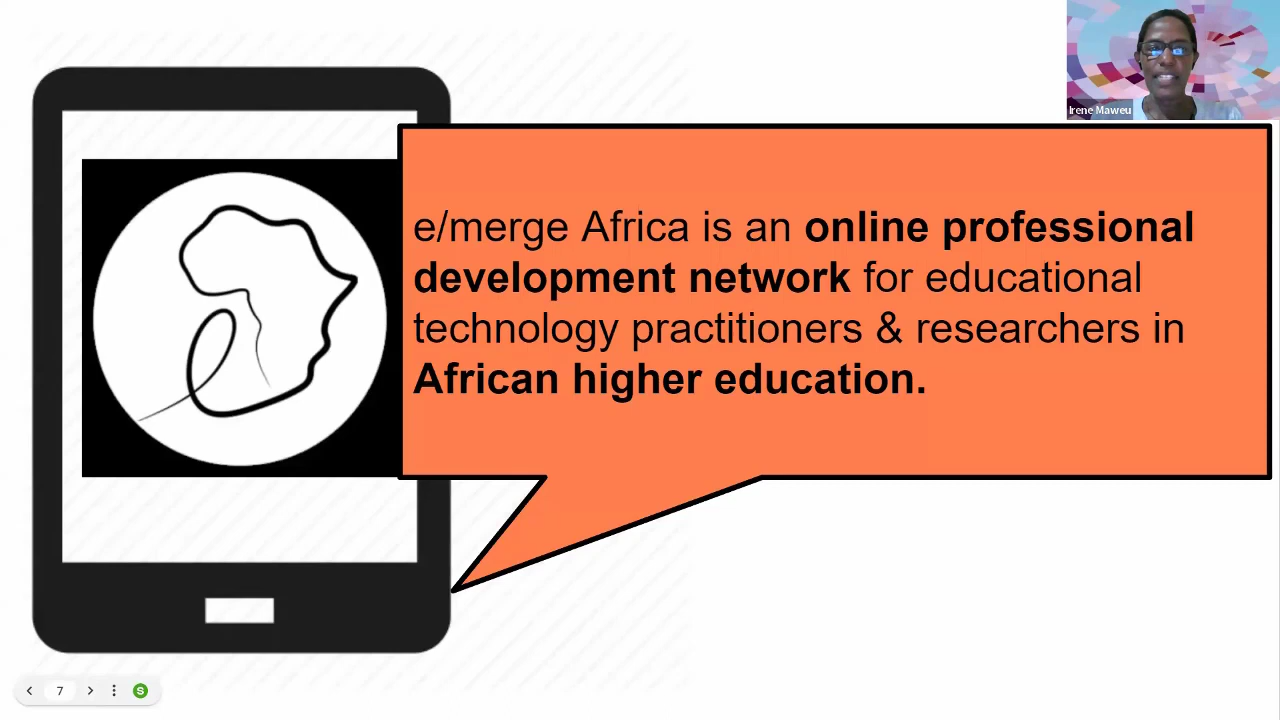 Irene Maweu
e/merge Africa is an online professional
development network for educational
technology practitioners & researchers in
African higher education.
7
S